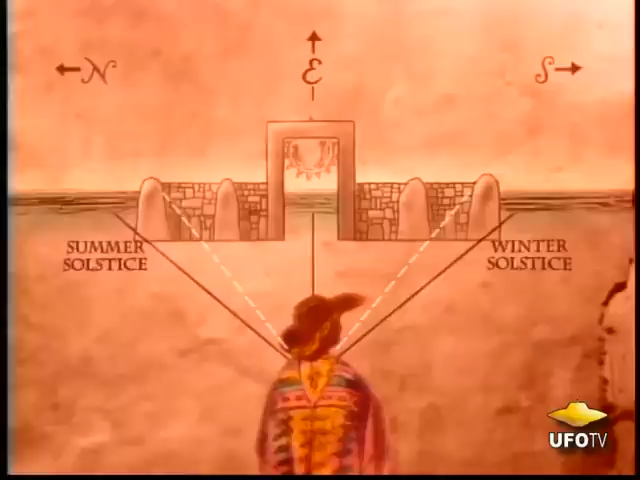 N
E
S
SUMMER
SOLSTICE
WINTER
SOLSTICE
UFOTV